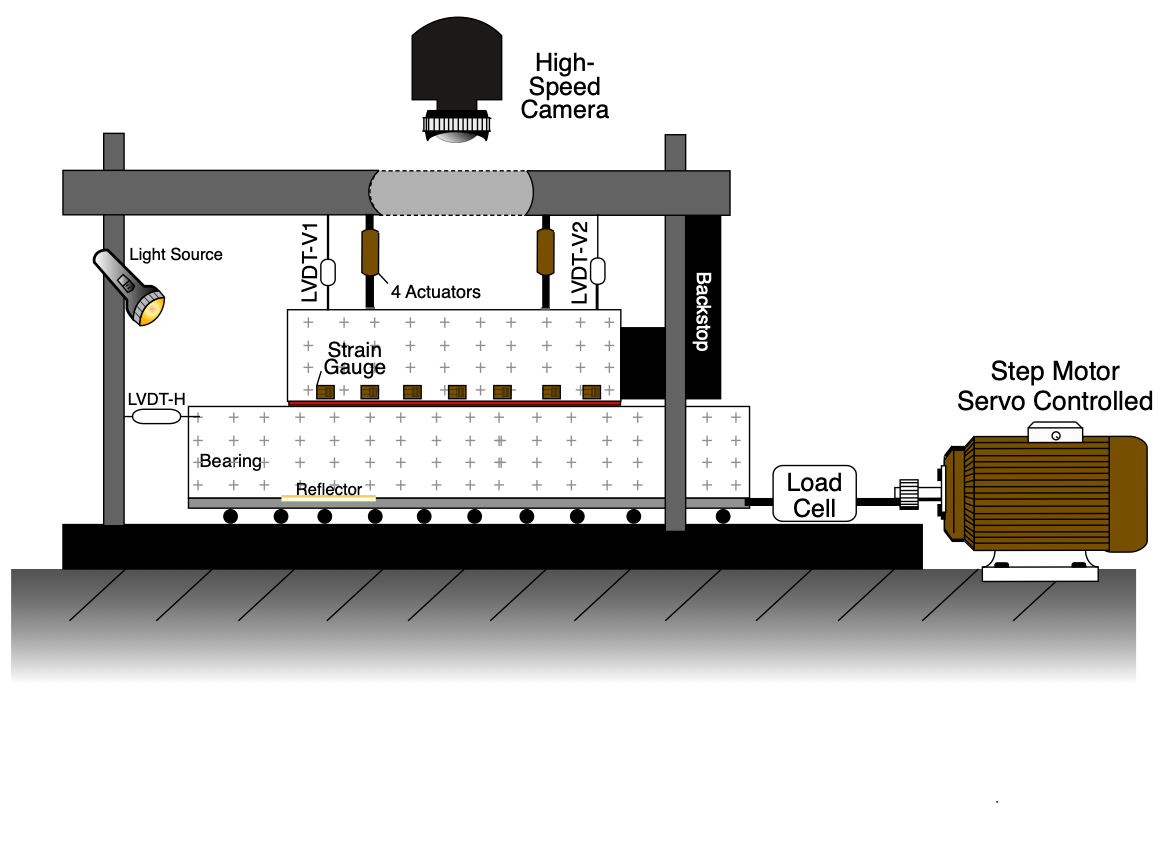 High-
Speed
Camera
Light Source
LVDT-V1
LVDT-V2
4 Actuators
Backstop
Strain
Gauge
LVDT-H
Step Motor
Servo Controlled
Bearing
Reflector
Load
Cell